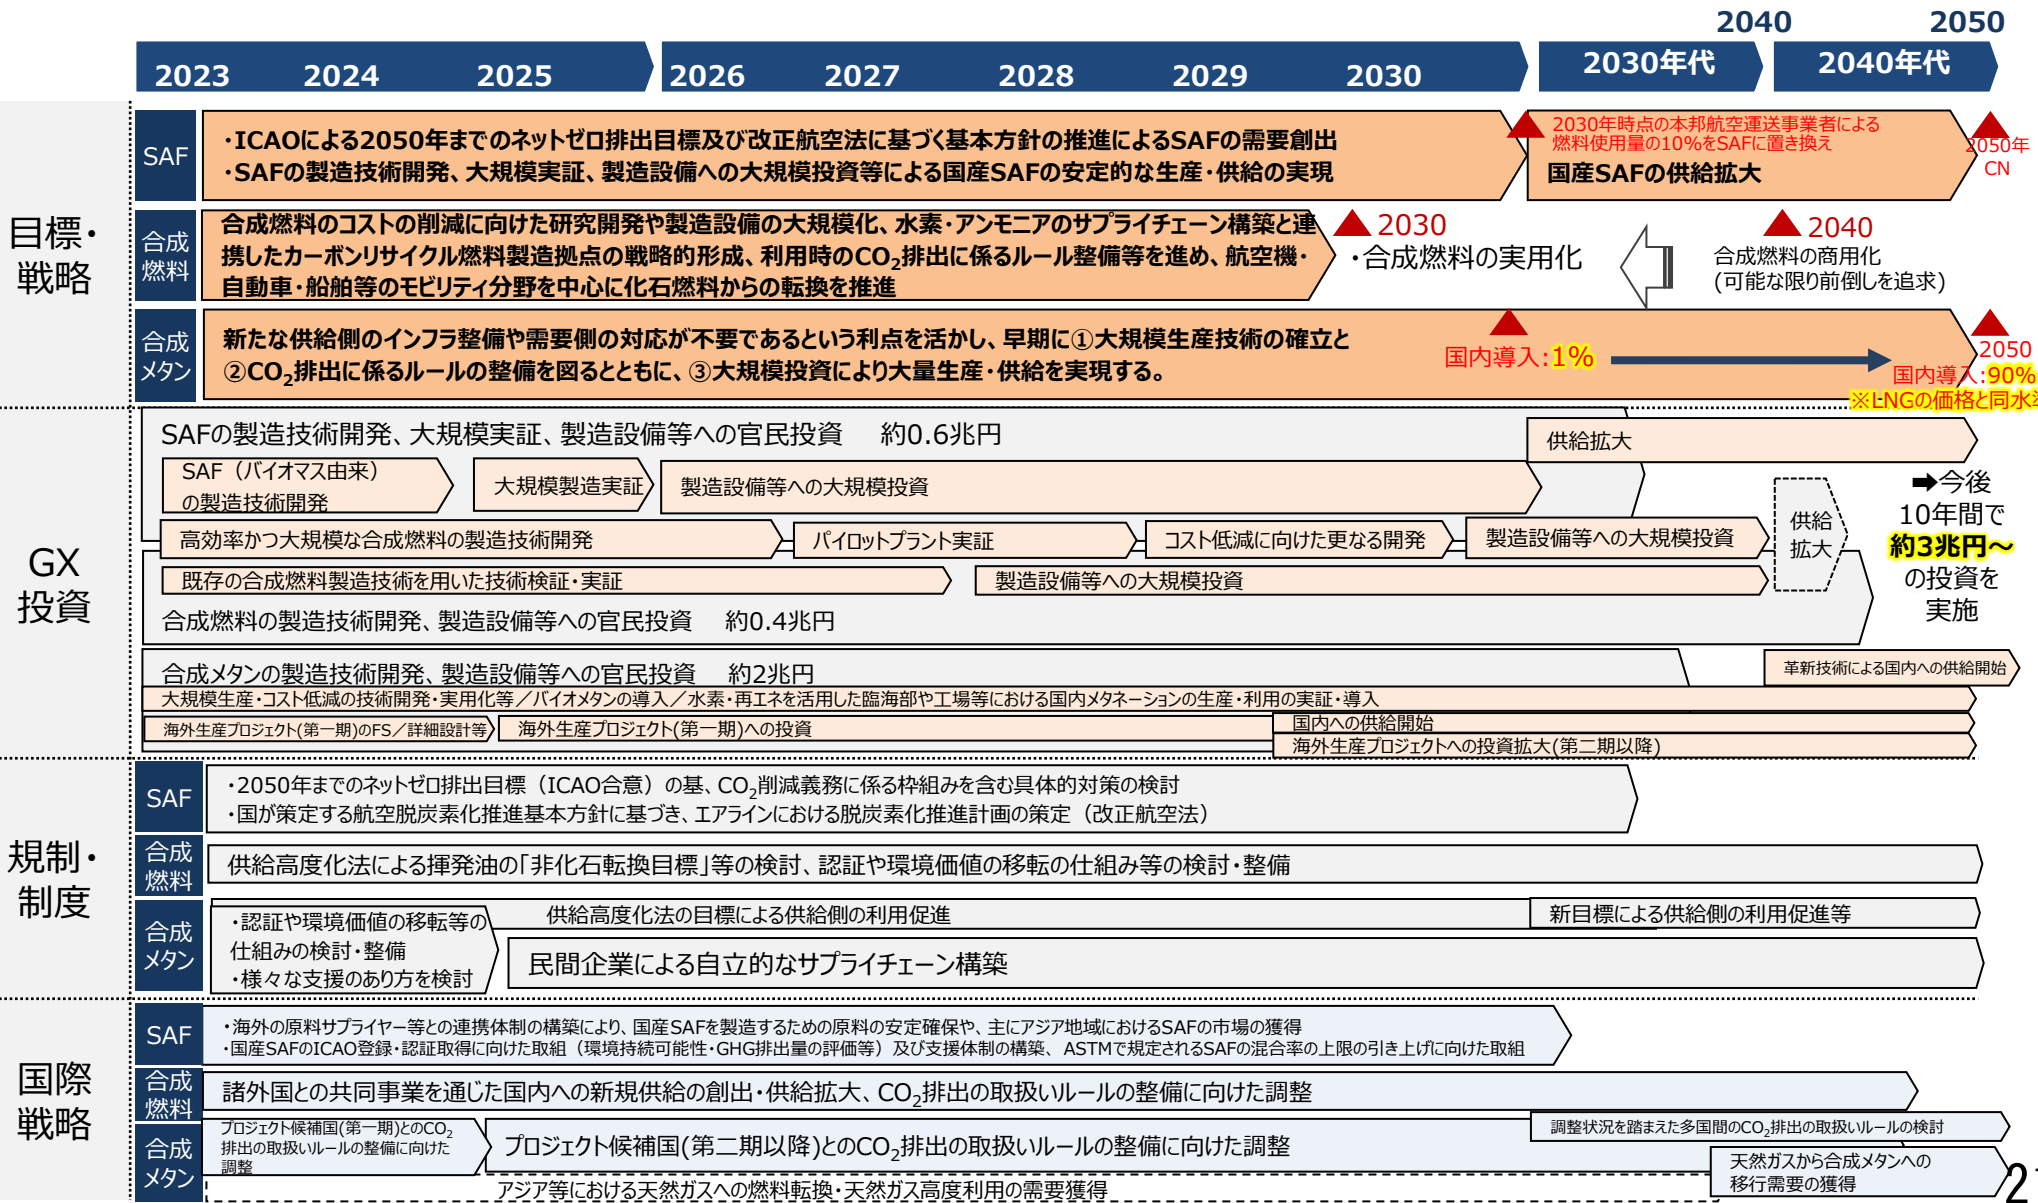 2040 2050
2023 2024 2025 2026 2027 2028 2029 2030 2030年代 2040年代
目標・
戦略
SAF
・ICAOによる2050年までのネットゼロ排出目標及び改正航空法に基づく基本方針の推進によるSAFの需要創出
・SAFの製造技術開発、大規模実証、製造設備への大規模投資等による国産SAFの安定的な生産・供給の実現
2030年時点の本邦航空運送事業者による
燃料使用量の10%をSAFに置き換え
国産SAFの供給拡大
2050年
CN
合成
燃料
合成燃料のコストの削減に向けた研究開発や製造設備の大規模化、水素・アンモニアのサプライチェーン構築と連
携したカーボンリサイクル燃料製造拠点の戦略的形成、利用時のCO2排出に係るルール整備等を進め、航空機・
自動車・船舶等のモビリティ分野を中心に化石燃料からの転換を推進
2030
・合成燃料の実用化
2040
合成燃料の商用化
(可能な限り前倒しを追求)
合成
メタン
新たな供給側のインフラ整備や需要側の対応が不要であるという利点を活かし、早期に①大規模生産技術の確立と
②CO2排出に係るルールの整備を図るとともに、③大規模投資により大量生産・供給を実現する。
国内導入:1%
2050
国内導入:90%
※LNGの価格と同水準
GX
投資
SAFの製造技術開発、大規模実証、製造設備等への官民投資　約0.6兆円
供給拡大
SAF（バイオマス由来）
の製造技術開発
大規模製造実証
製造設備等への大規模投資
高効率かつ大規模な合成燃料の製造技術開発
パイロットプラント実証
コスト低減に向けた更なる開発
製造設備等への大規模投資
供給
拡大
既存の合成燃料製造技術を用いた技術検証・実証
製造設備等への大規模投資
合成燃料の製造技術開発、製造設備等への官民投資　約0.4兆円
➡今後
10年間で
約3兆円～
の投資を
実施
合成メタンの製造技術開発、製造設備等への官民投資　約2兆円
革新技術による国内への供給開始
大規模生産・コスト低減の技術開発・実用化等／バイオメタンの導入／水素・再エネを活用した臨海部や工場等における国内メタネーションの生産・利用の実証・導入
海外生産プロジェクト(第一期)のFS／詳細設計等
海外生産プロジェクト(第一期)への投資
国内への供給開始
海外生産プロジェクトへの投資拡大(第二期以降)
規制・
制度
SAF
・2050年までのネットゼロ排出目標（ICAO合意）の基、CO2削減義務に係る枠組みを含む具体的対策の検討
・国が策定する航空脱炭素化推進基本方針に基づき、エアラインにおける脱炭素化推進計画の策定（改正航空法）
合成
燃料
供給高度化法による揮発油の「非化石転換目標」等の検討、認証や環境価値の移転の仕組み等の検討・整備
合成
メタン
・認証や環境価値の移転等の
仕組みの検討・整備
・様々な支援のあり方を検討
供給高度化法の目標による供給側の利用促進
新目標による供給側の利用促進等
民間企業による自立的なサプライチェーン構築
国際
戦略
SAF
・海外の原料サプライヤー等との連携体制の構築により、国産SAFを製造するための原料の安定確保や、主にアジア地域におけるSAFの市場の獲得
・国産SAFのICAO登録・認証取得に向けた取組（環境持続可能性・GHG排出量の評価等）及び支援体制の構築、ASTMで規定されるSAFの混合率の上限の引き上げに向けた取組
合成
燃料
諸外国との共同事業を通じた国内への新規供給の創出・供給拡大、CO2排出の取扱いルールの整備に向けた調整
合成
メタン
プロジェクト候補国(第一期)とのCO2
排出の取扱いルールの整備に向けた
調整
プロジェクト候補国(第二期以降)とのCO2排出の取扱いルールの整備に向けた調整
調整状況を踏まえた多国間のCO2排出の取扱いルールの検討
天然ガスから合成メタンへの
移行需要の獲得
アジア等における天然ガスへの燃料転換・天然ガス高度利用の需要獲得